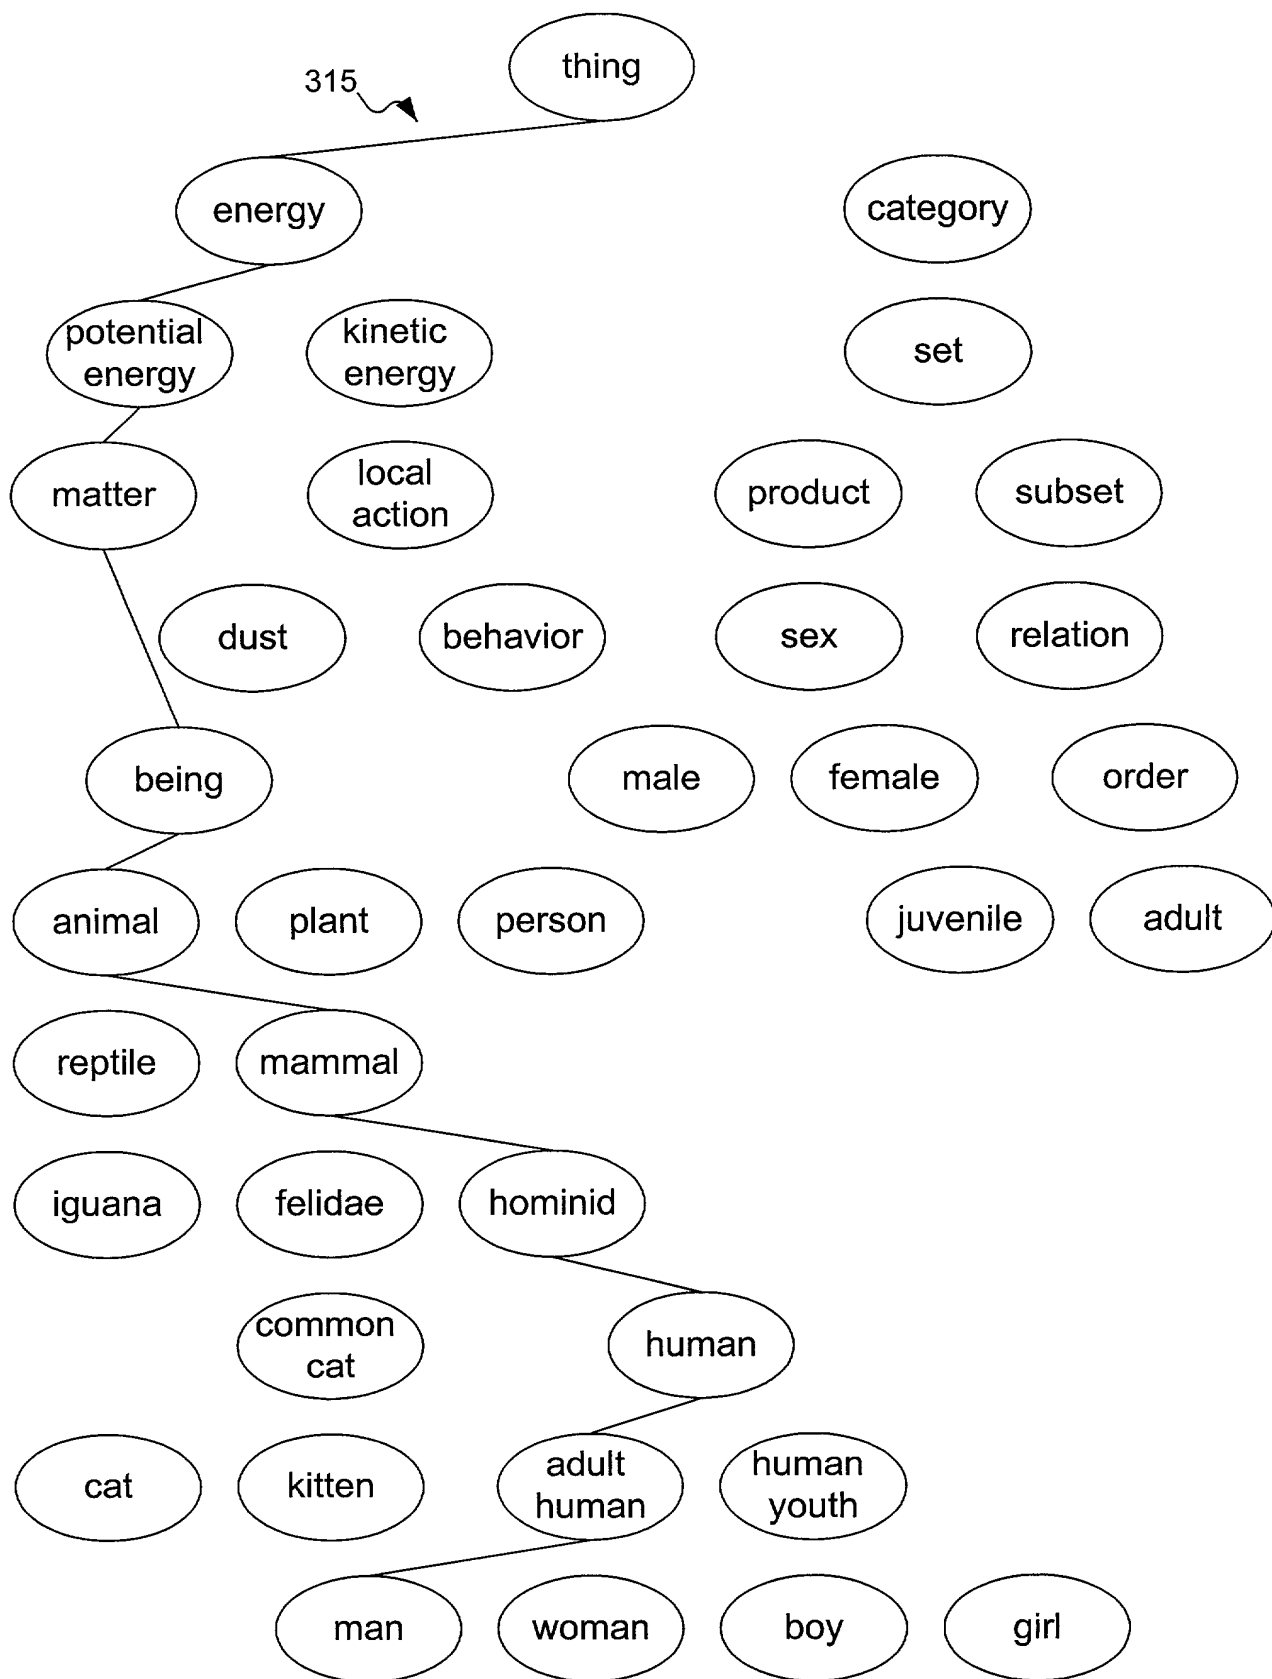 thing
315
energy
category
potential
energy
kinetic
energy
set
matter
local
action
product
subset
dust
behavior
sex
relation
being
male
female
order
animal
plant
person
juvenile
adult
reptile
mammal
iguana
felidae
hominid
common
cat
human
cat
kitten
adult
human
human
youth
man
woman
boy
girl